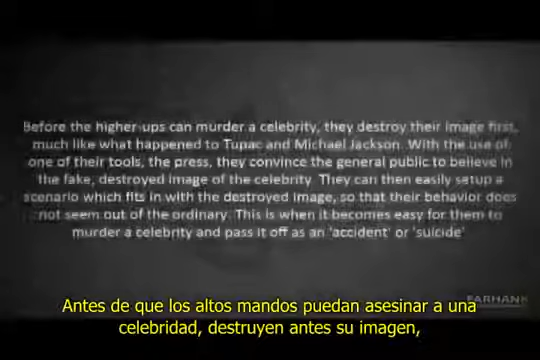 Before the higher-ups can murder a celebrity, they destroy their image first,
much like what happened to Tupac and Michael Jackson. With the use of
one of their tools, the press, they convince the general public to believe in
the fake, destroyed image of the celebrity. They can then easily setup a
scenario which fits in with the destroyed image, so that their behavior does
not seem out of the ordinary. This is when it becomes easy for them to
murder a celebrity and pass it off as an 'accident' or 'suicide'
FARHANK
Antes de que los altos mandos puedan asesinar a una
celebridad, destruyen antes su imagen,